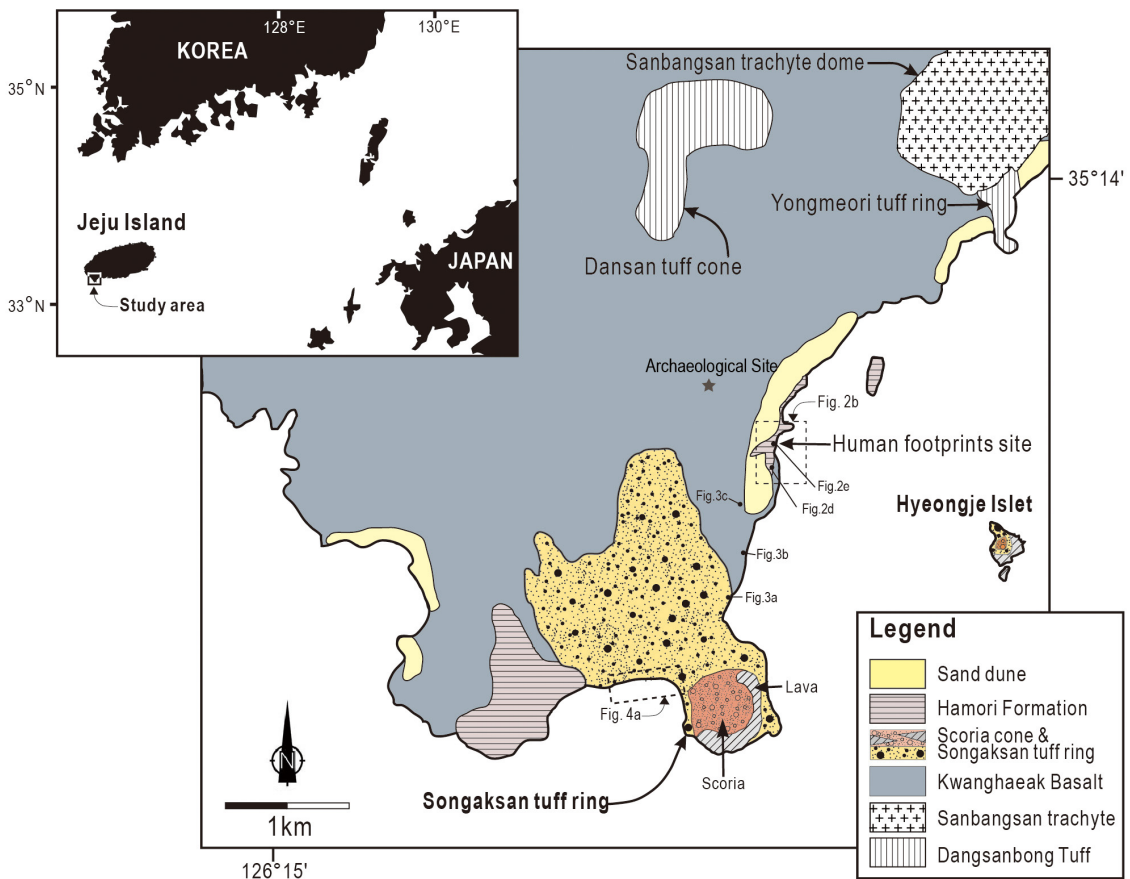 128°E
130°
KOREA
35°N
Jeju Island
JAPAN
33°N
Study area
Sanbangsan trachyte dome
35°14'
Yongmeori tuff ring
Dansan tuff cone
Archaeological Site
Fig. 2b
Human footprints site
Fig.2e
Fig.3c
Fig.2d
Hyeongje Islet
Fig.3b
Fig.3a
Lava
Fig. 4a
Scoria
Songaksan tuff ring
N
1km
126°15'
Legend
Sand dune
Hamori Formation
Scoria cone &
Songaksan tuff ring
Kwanghaeak Basalt
Sanbangsan trachyte
Dangsanbong Tuff